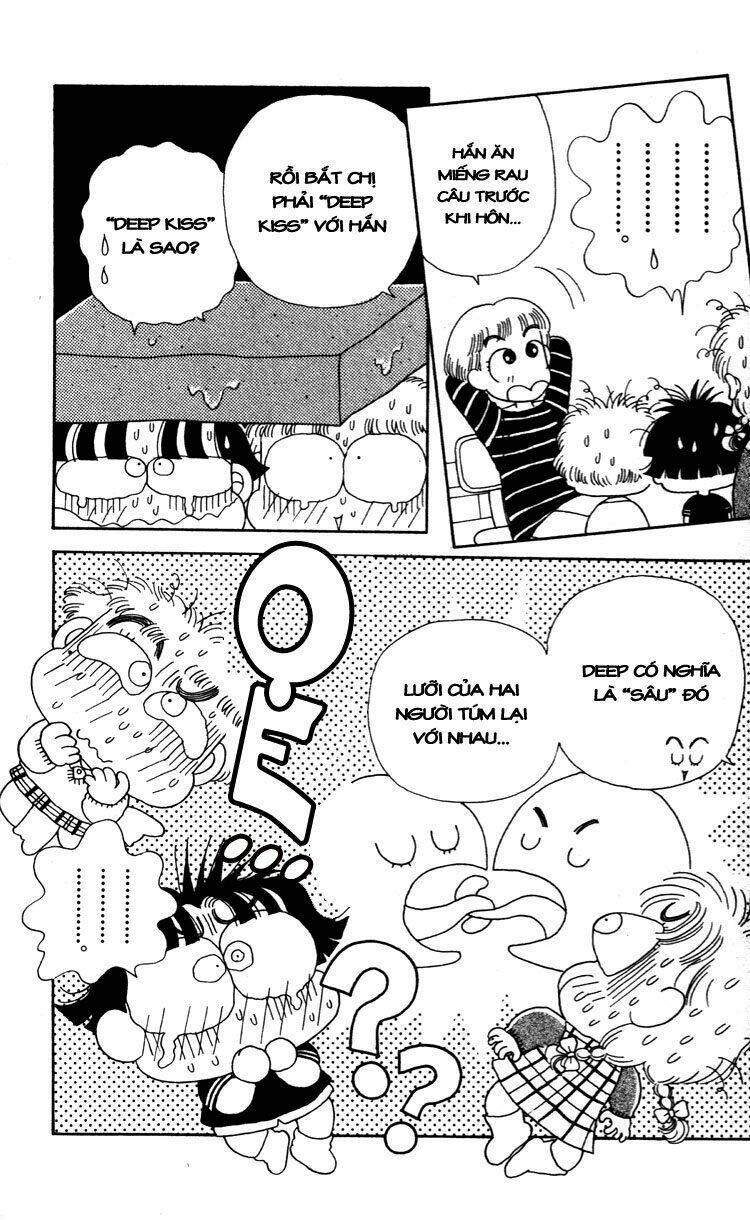 HẮN ĂN
MIẾNG RAU
CÂU TRƯỚC
KHI HÔN...
RỒI BẮT CHỊ
PHẢI “DEEP
KISS” VỚI HẮN
“DEEP KISS”
LÀ SAO?
DEEP CÓ NGHĨA
LÀ “SÂU” ĐÓ
LƯỠI CỦA HAI
NGƯỜI TÚM LẠI
VỚI NHAU...
ỌE
???